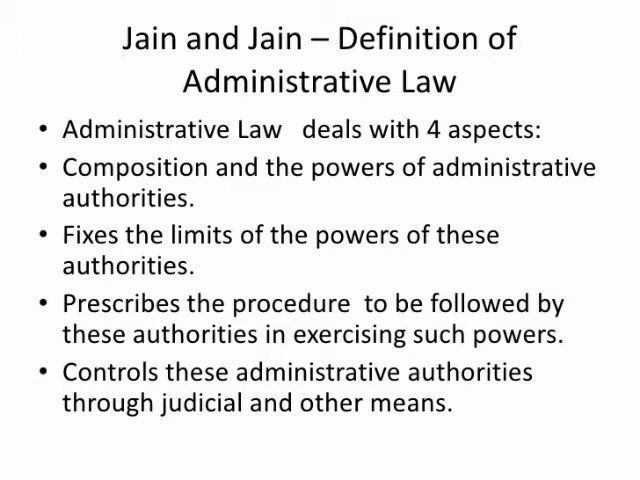 Jain and Jain – Definition of
Administrative Law
• Administrative Law   deals with 4 aspects:
• Composition and the powers of administrative
authorities.
• Fixes the limits of the powers of these
authorities.
• Prescribes the procedure  to be followed by
these authorities in exercising such powers.
• Controls these administrative authorities
through judicial and other means.